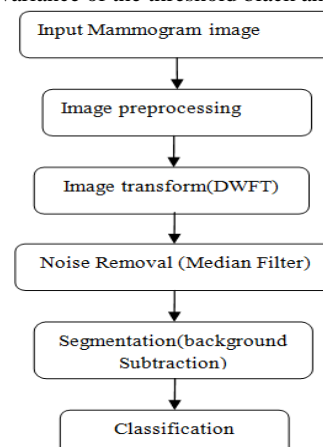 variance of the threshold black an
Input Mammogram image
Image preprocessing
Image transform(DWFT)
Noise Removal (Median Filter)
Segmentation(background
Subtraction)
Classification